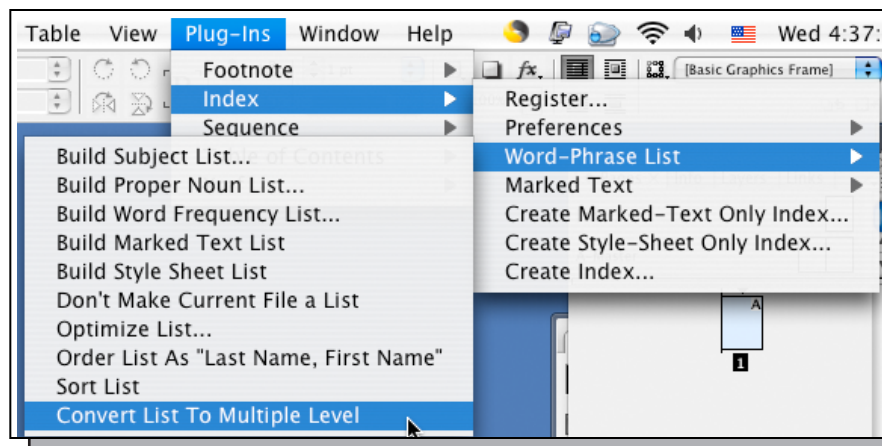 Table View Plug-Ins Window Help Wed 4:37:
Footnote
fx. [Basic Graphics Frame]
Index
Sequence
Register...
Preferences
Word-Phrase List
Marked Text
Create Marked-Text Only Index...
Create Style-Sheet Only Index...
Create Index...
Build Subject List...
of Contents
Build Proper Noun List...
Build Word Frequency List...
Build Marked Text List
Build Style Sheet List
Don't Make Current File a List
Optimize List...
Order List As "Last Name, First Name"
Sort List
Convert List To Multiple Level
A
1